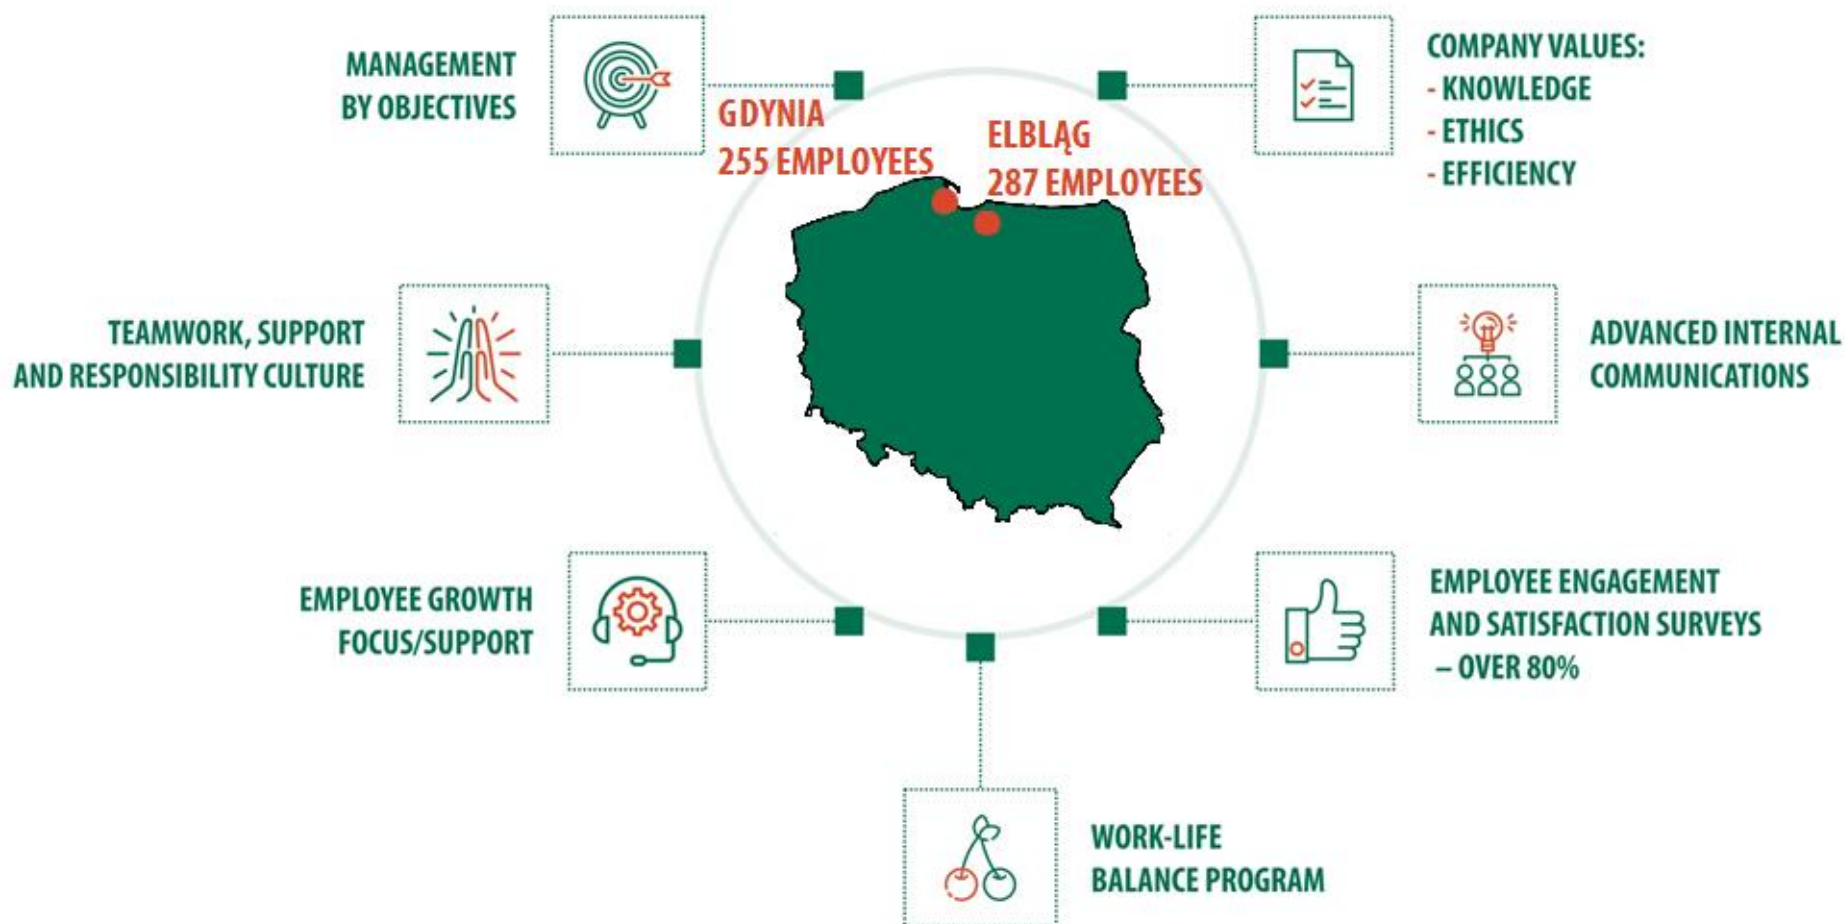 MANAGEMENT
BY OBJECTIVES
GDYNIA
255 EMPLOYEES
ELBLĄG
287 EMPLOYEES
COMPANY VALUES:
- KNOWLEDGE
- ETHICS
- EFFICIENCY
TEAMWORK, SUPPORT
AND RESPONSIBILITY CULTURE
ADVANCED INTERNAL
COMMUNICATIONS
EMPLOYEE GROWTH
FOCUS/SUPPORT
EMPLOYEE ENGAGEMENT
AND SATISFACTION SURVEYS
– OVER 80%
WORK-LIFE
BALANCE PROGRAM